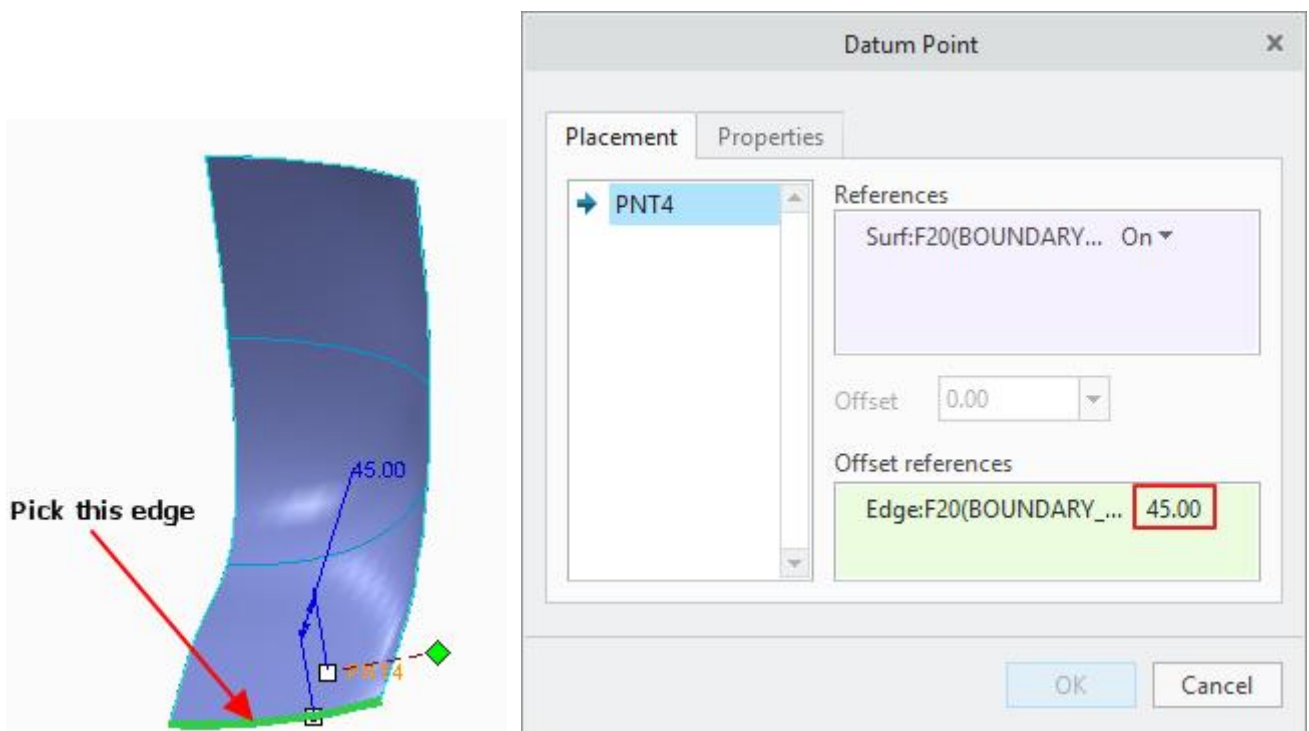 Datum Point
Placement Properties
PNT4
References
Surf:F20(BOUNDARY... On
Offset 0.00
Offset references
Edge:F20(BOUNDARY_... 45.00
OK Cancel
45.00
Pick this edge
PNT4